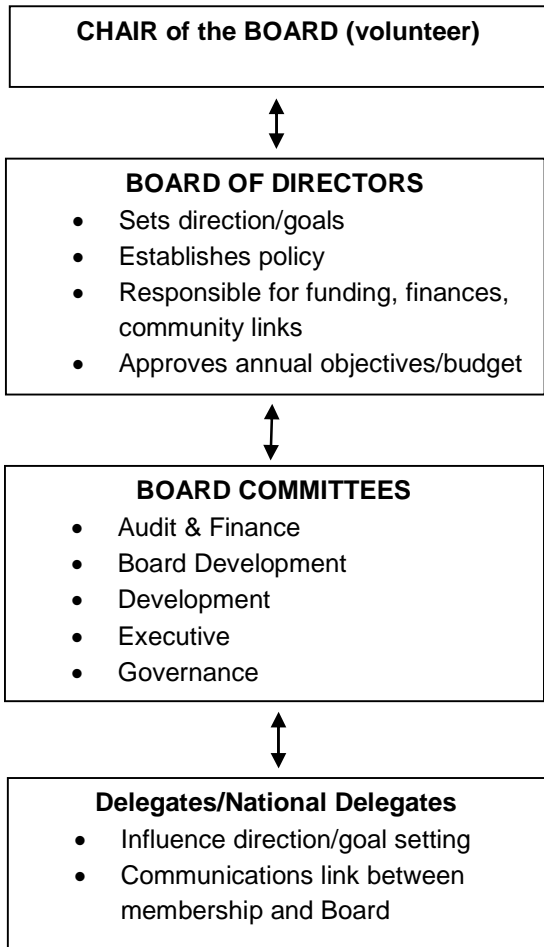 CHAIR of the BOARD (volunteer)
BOARD OF DIRECTORS
• Sets direction/goals
• Establishes policy
• Responsible for funding, finances,
community links
• Approves annual objectives/budget
BOARD COMMITTEES
• Audit & Finance
• Board Development
• Development
• Executive
• Governance
Delegates/National Delegates
• Influence direction/goal setting
• Communications link between
membership and Board